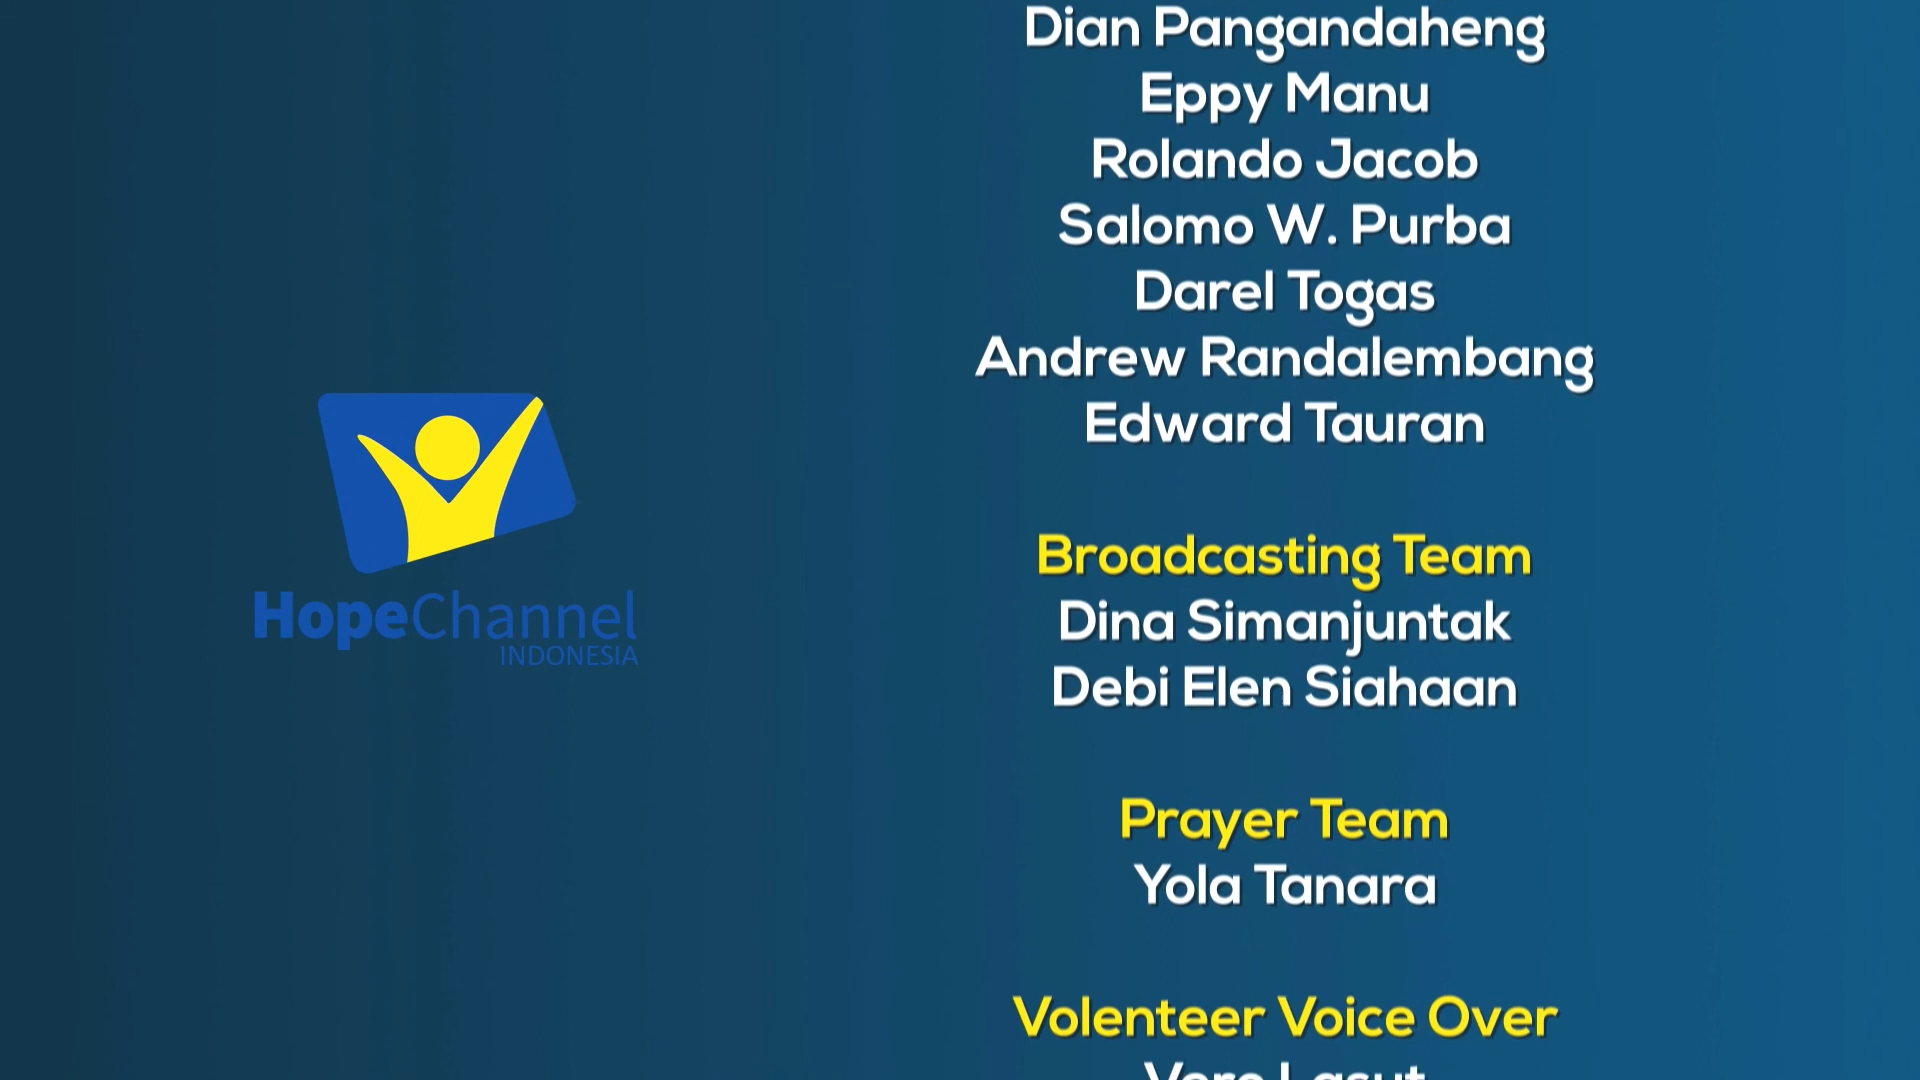 Dian Pangandaheng
Eppy Manu
Rolando Jacob
Salomo W. Purba
Darel Togas
Andrew Randalembang
Edward Tauran
HopeChannel
INDONESIA
Broadcasting Team
Dina Simanjuntak
Debi Elen Siahaan
Prayer Team
Yola Tanara
Volenteer Voice Over